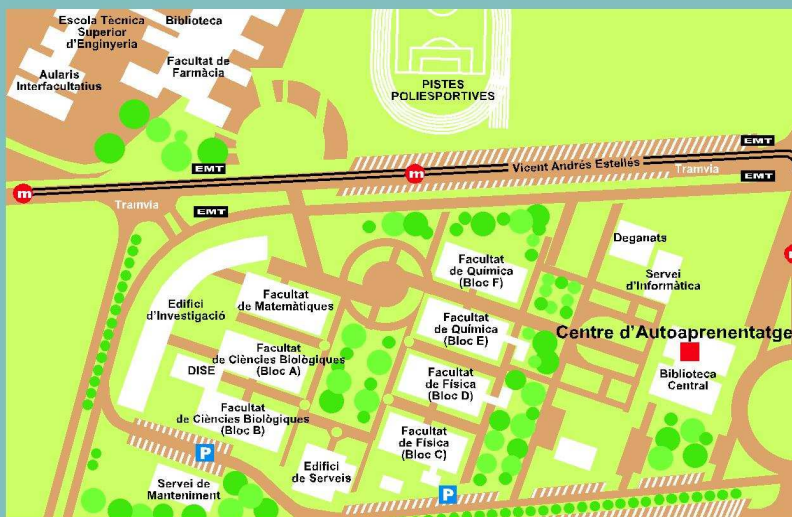 Escola Tècnica
Superior
d'Enginyeria
Biblioteca
Facultat de
Farmàcia
Aularis
Interfacultatius
PISTES
POLIESPORTIVES
EMT
Vicent Andrés Estellés
EMT
m
m
Tramvia
EMT
Tramvia
EMT
Deganats
Facultat
de Química
(Bloc F)
Servei
d'Informàtica
Edifici
d'Investigació
Facultat
de Matemàtiques
Facultat
de Química
(Bloc E)
Centre d'Autoaprenentatge
Facultat
de Ciències Biològiques
(Bloc A)
DISE
Facultat
de Física
(Bloc D)
Biblioteca
Central
Facultat
de Ciències Biològiques
(Bloc B)
Facultat
de Física
(Bloc C)
P
Edifici
de Serveis
Servei de
Manteniment
P